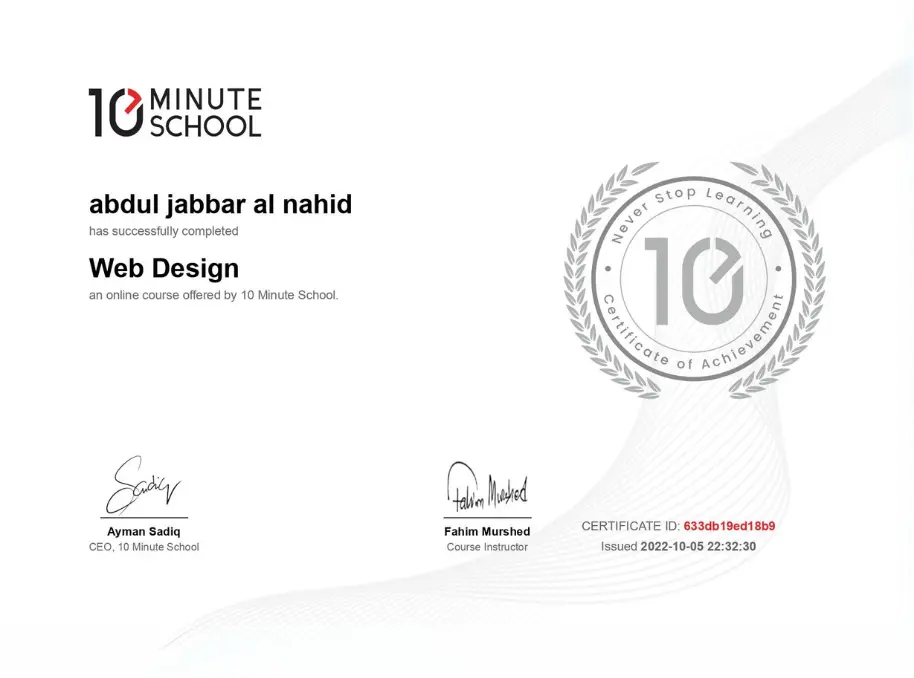 10 MINUTE
SCHOOL
abdul jabbar al nahid
has successfully completed
Web Design
an online course offered by 10 Minute School.
Never Stop Learning
10
Certificate of Achievement
Sadiq
Ayman Sadiq
CEO, 10 Minute School
Fahim Murshed
Fahim Murshed
Course Instructor
CERTIFICATE ID: 633db19ed18b9
Issued 2022-10-05 22:32:30